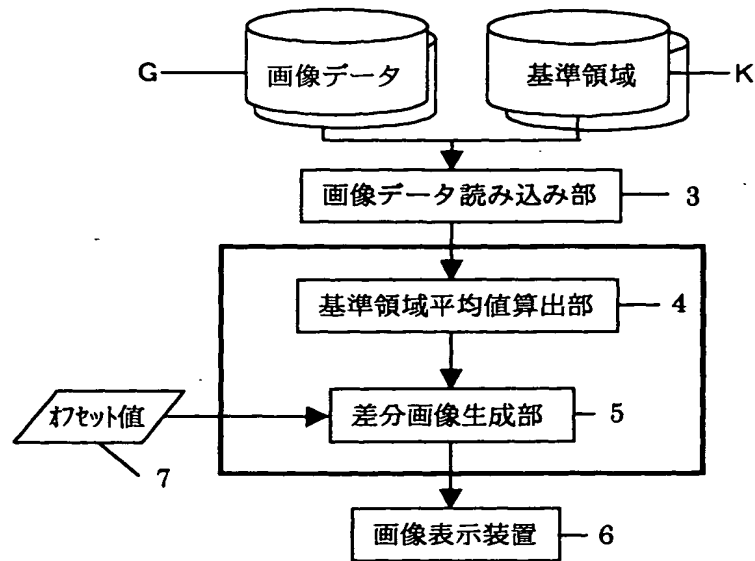 G 画像データ 基準領域 K
画像データ読み込み部 3
基準領域平均値算出部 4
オフセット値 差分画像生成部 5
7
画像表示装置 6